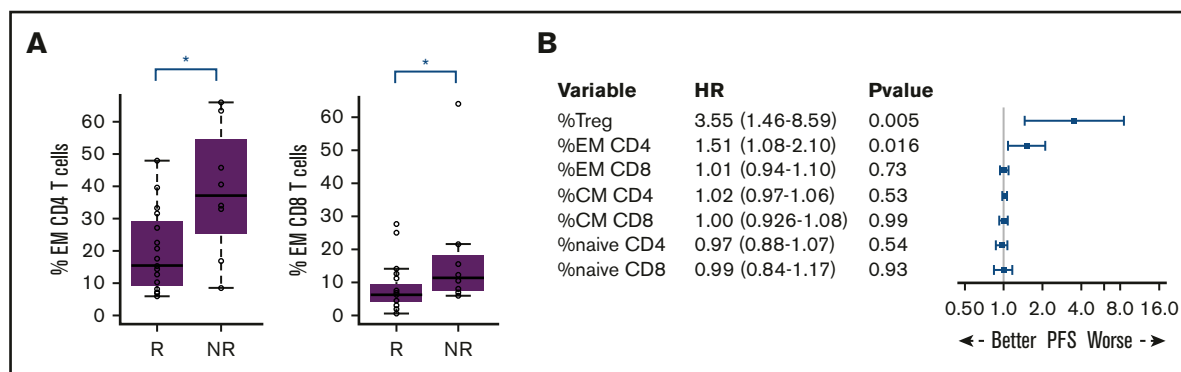 A
*
% EM CD4 T cells
60
50
40
30
20
10
0
R NR
*
% EM CD8 T cells
60
50
40
30
20
10
0
R NR
B
Variable HR Pvalue
%Treg 3.55 (1.46-8.59) 0.005
%EM CD4 1.51 (1.08-2.10) 0.016
%EM CD8 1.01 (0.94-1.10) 0.73
%CM CD4 1.02 (0.97-1.06) 0.53
%CM CD8 1.00 (0.926-1.08) 0.99
%naive CD4 0.97 (0.88-1.07) 0.54
%naive CD8 0.99 (0.84-1.17) 0.93
0.50 1.0 2.0 4.0 8.0 16.0
Better PFS Worse